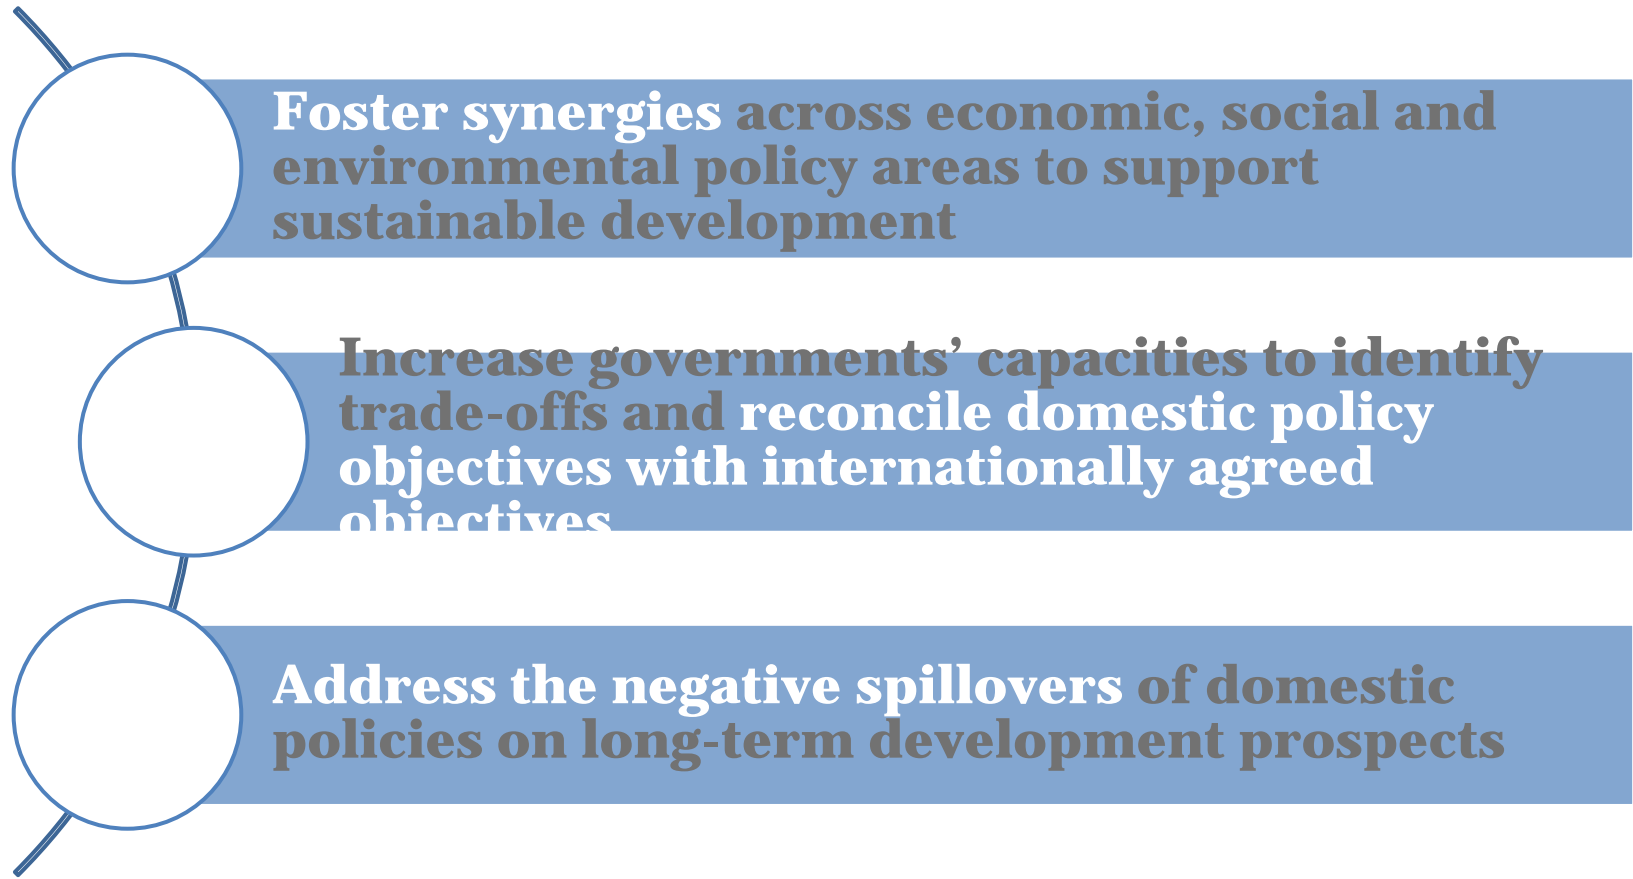 Foster synergies across economic, social and
environmental policy areas to support
sustainable development
Increase governments’ capacities to identify
trade-offs and reconcile domestic policy
objectives with internationally agreed
objectives
Address the negative spillovers of domestic
policies on long-term development prospects